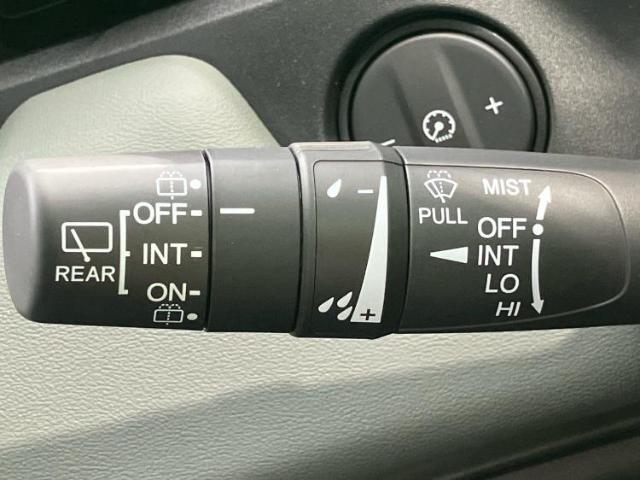 REAR
OFF
INT
ON
−
+
PULL
MIST
OFF
INT
LO
HI
+
−